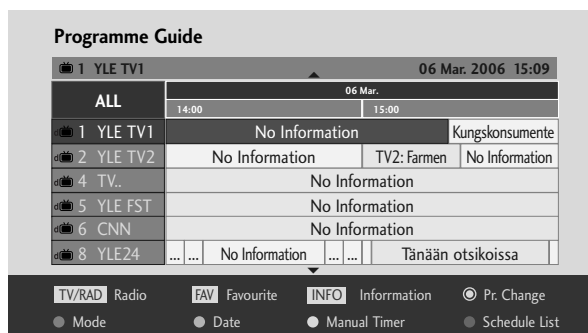 Programme Guide
1 YLE TV1 06 Mar. 2006 15:09
ALL 06 Mar.
14:00 15:00
1 YLE TV1 No Information Kungskonsumente
2 YLE TV2 No Information TV2: Farmen No Information
4 TV.. No Information
5 YLE FST No Information
6 CNN No Information
8 YLE24 ... ... No Information ... ... Tänään otsikoissa
TV/RAD Radio FAV Favourite INFO Inforrmation Pr. Change
Mode Date Manual Timer Schedule List